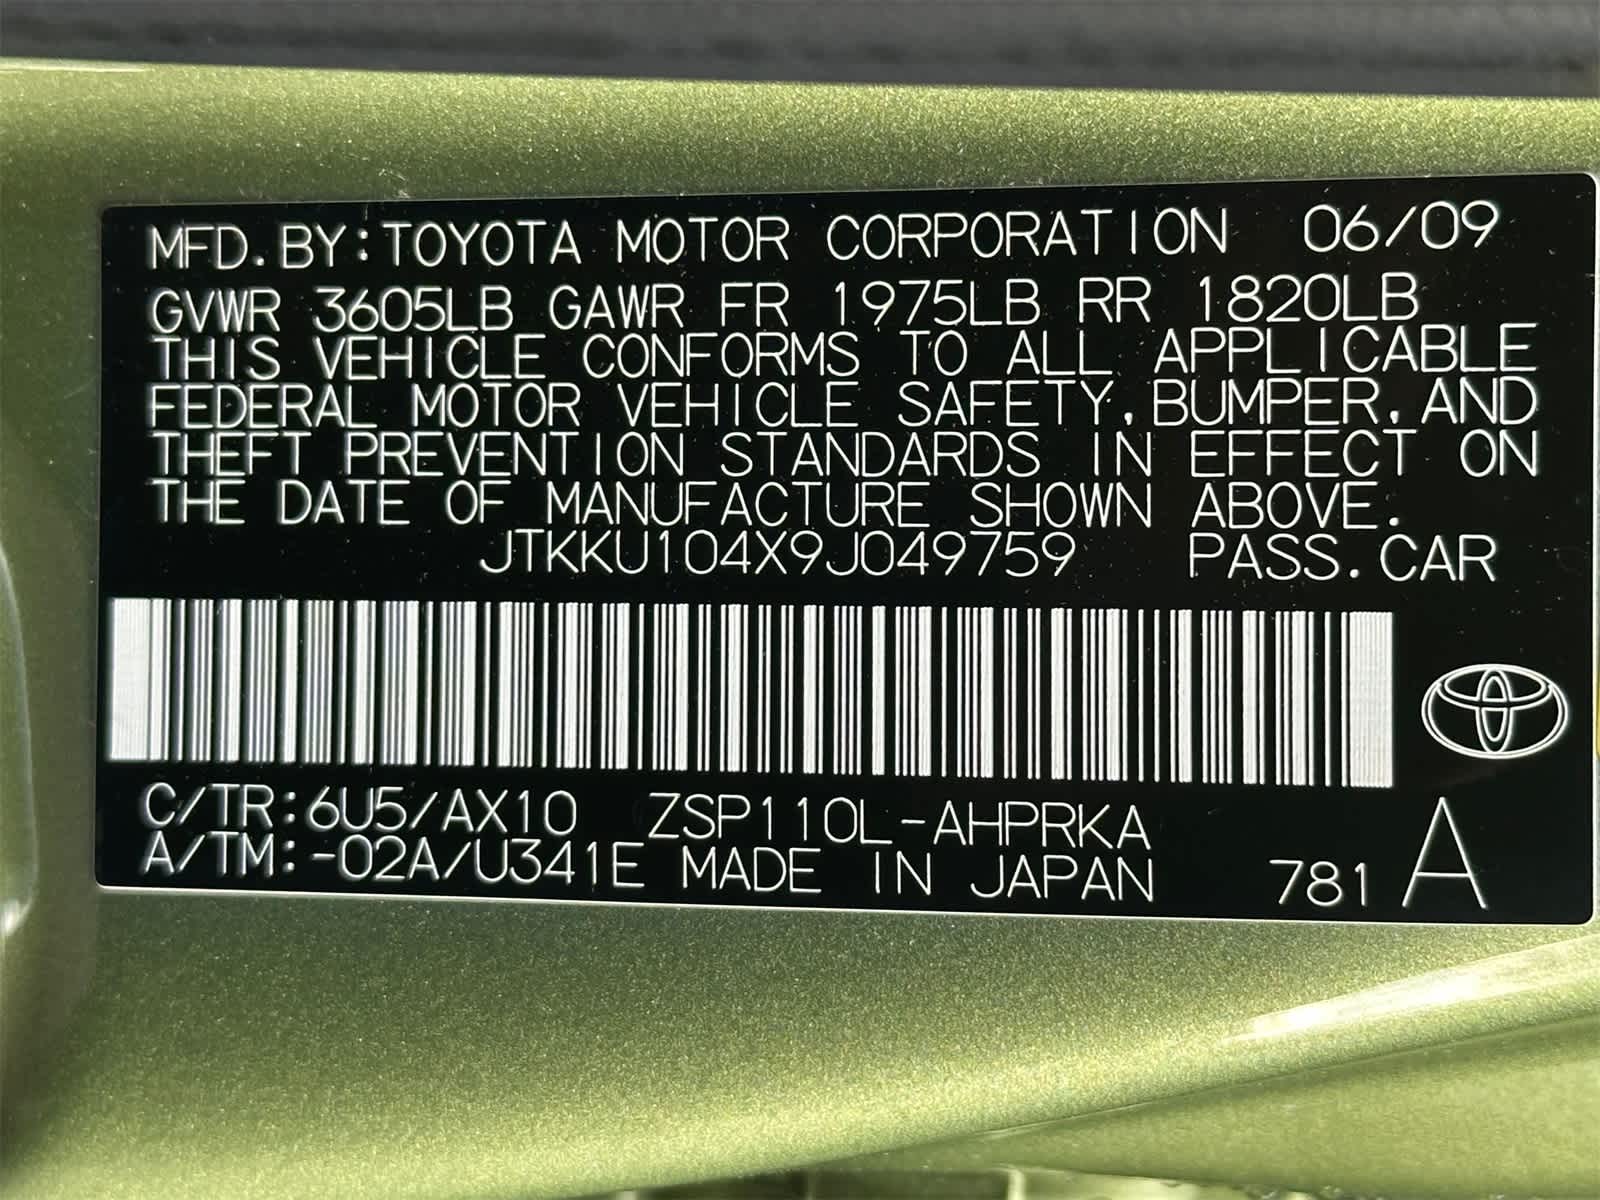 MFD.BY:TOYOTA MOTOR CORPORATION 06/09
GVWR 3605LB GAWR FR 1975LB RR 1820LB
THIS VEHICLE CONFORMS TO ALL APPLICABLE
FEDERAL MOTOR VEHICLE SAFETY,BUMPER,AND
THEFT PREVENTION STANDARDS IN EFFECT ON
THE DATE OF MANUFACTURE SHOWN ABOVE.
JTKKU104X9J049759 PASS.CAR
C/TR:6U5/AX10 ZSP110L-AHPRKA
A/TM:-02A/U341E MADE IN JAPAN 781 A